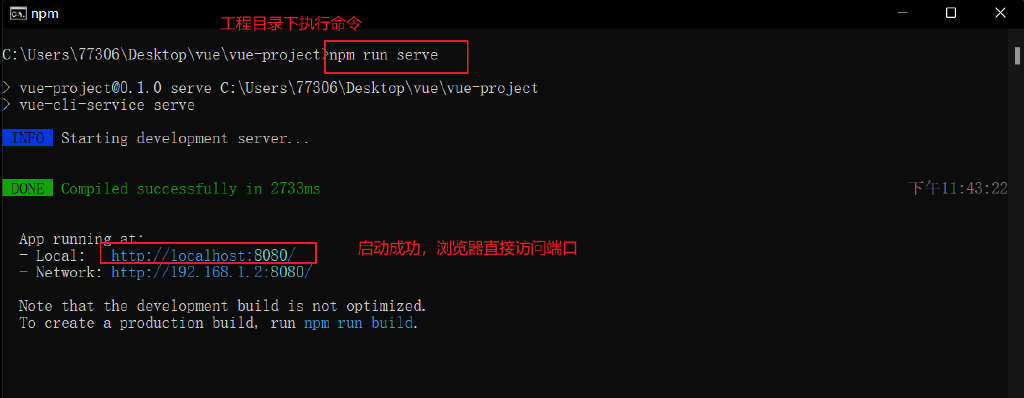 npm
工程目录下执行命令
C:\Users\77306\Desktop\vue\vue-project>npm run serve
> vue-project@0.1.0 serve C:\Users\77306\Desktop\vue\vue-project
> vue-cli-service serve
INFO Starting development server...
DONE Compiled successfully in 2733ms 下午11:43:22
App running at:
- Local: http://localhost:8080/
启动成功，浏览器直接访问端口
- Network: http://192.168.1.2:8080/
Note that the development build is not optimized.
To create a production build, run npm run build.